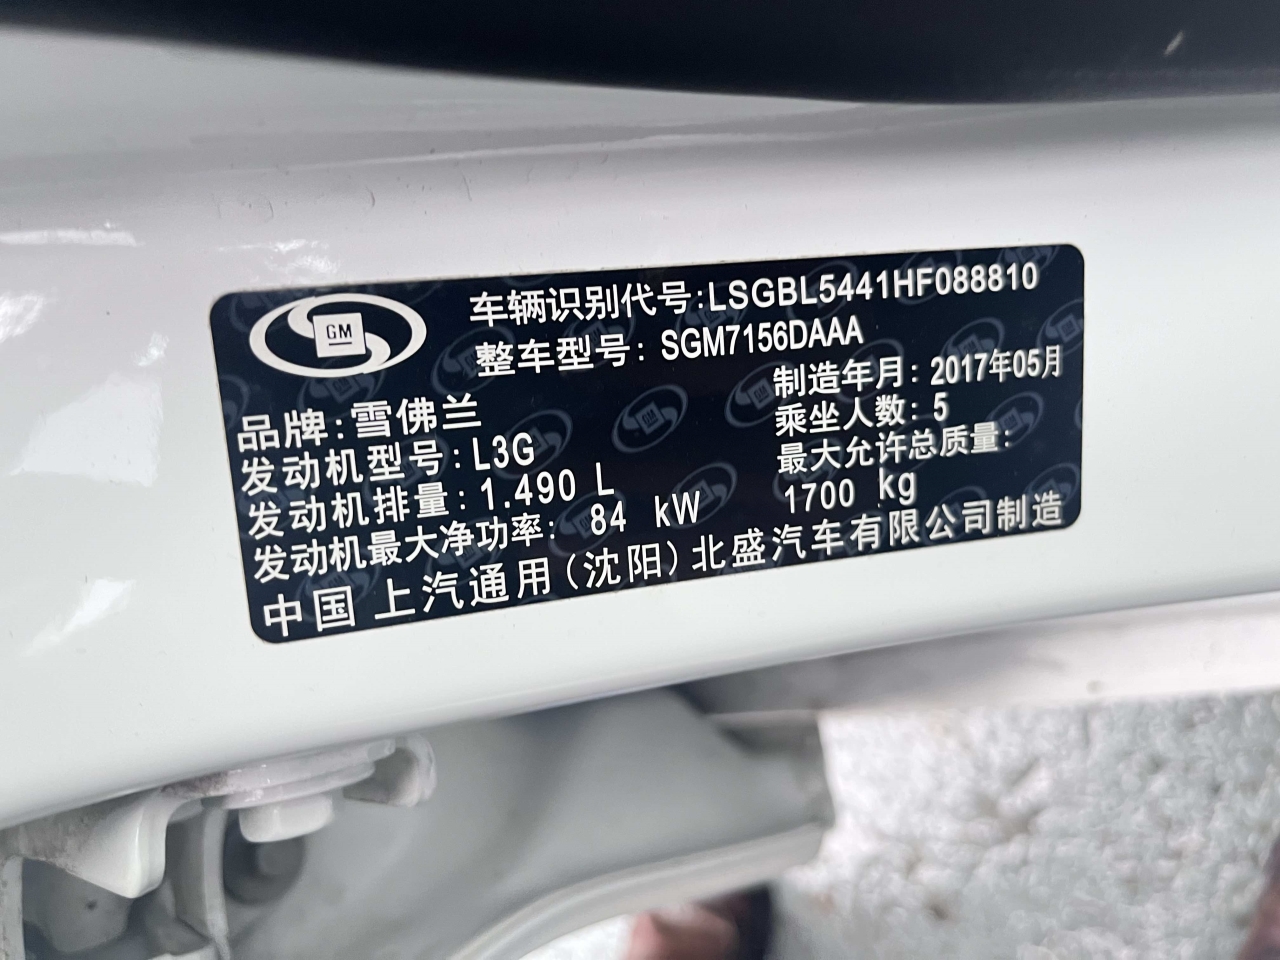 GM
车辆识别代号:LSGBL5441HF088810
整车型号: SGM7156DAAA
制造年月: 2017年05月
品牌: 雪佛兰
乘坐人数: 5
发动机型号: L3G
最大允许总质量:
发动机排量: 1.490 L
1700 kg
发动机最大净功率: 84 kW
中国 上汽通用(沈阳)北盛汽车有限公司制造